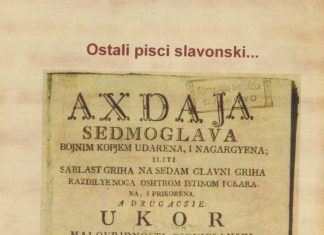 Ostali pisci slavonski...
AXDAJA
SEDMOGLAVA
BOJNIM KOPJEM UDARENA, I NAGARGYENA;
ILITI
SABLAST GRIHA NA SEDAM GLAVNI GRIHA
RAZDILYENOGA OSHTROM ISTINOM POKARA-
NA, I PRIKORENA.
A DRUGACSIE:
UKOR